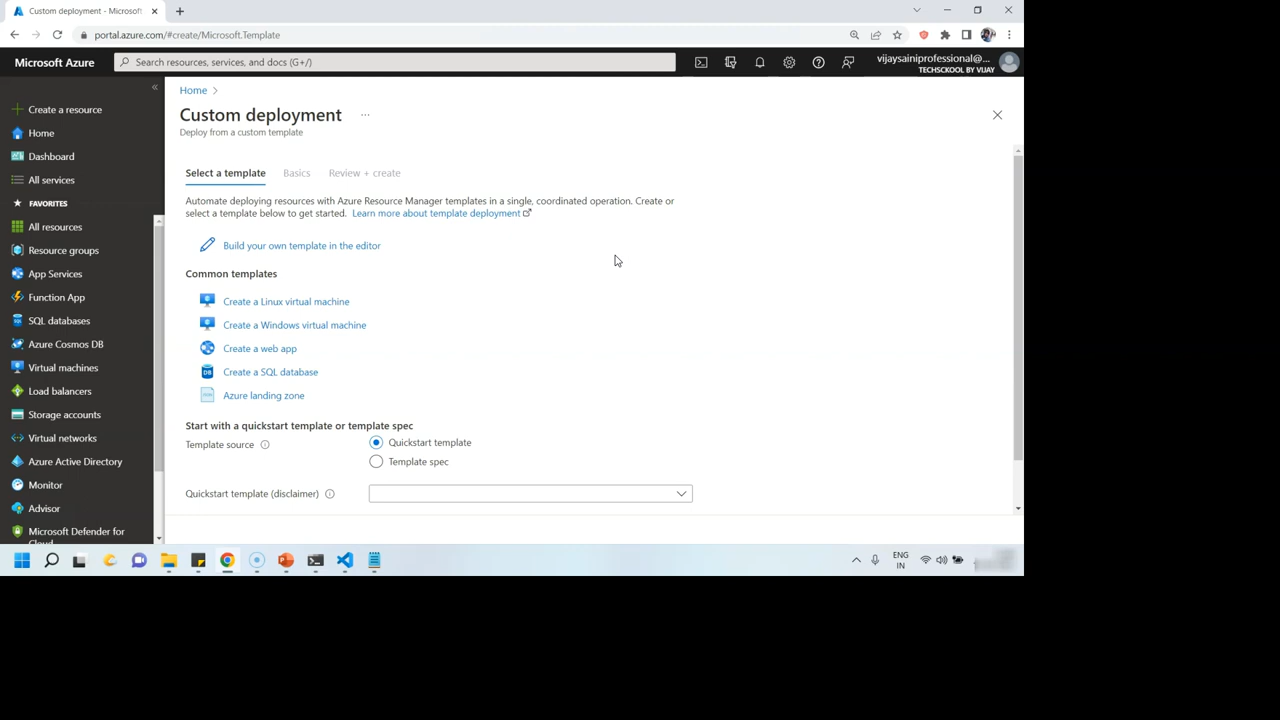 Custom deployment - Microsoft
portal.azure.com/#create/Microsoft.Template
Microsoft Azure
Search resources, services, and docs (G+/)
vijaysainiprofessional@...
TECHSCKOOL BY VIJAY
Create a resource
Home
Dashboard
All services
FAVORITES
All resources
Resource groups
App Services
Function App
SQL databases
Azure Cosmos DB
Virtual machines
Load balancers
Storage accounts
Virtual networks
Azure Active Directory
Monitor
Advisor
Microsoft Defender for
Cloud
Home >
Custom deployment ...
Deploy from a custom template
Select a template Basics Review + create
Automate deploying resources with Azure Resource Manager templates in a single, coordinated operation. Create or
select a template below to get started. Learn more about template deployment
Build your own template in the editor
Common templates
Create a Linux virtual machine
Create a Windows virtual machine
Create a web app
Create a SQL database
Azure landing zone
Start with a quickstart template or template spec
Template source
Quickstart template
Template spec
Quickstart template (disclaimer)
ENG
IN